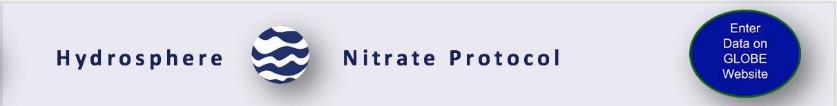 Hydrosphere Nitrate Protocol
Enter
Data on
GLOBE
Website